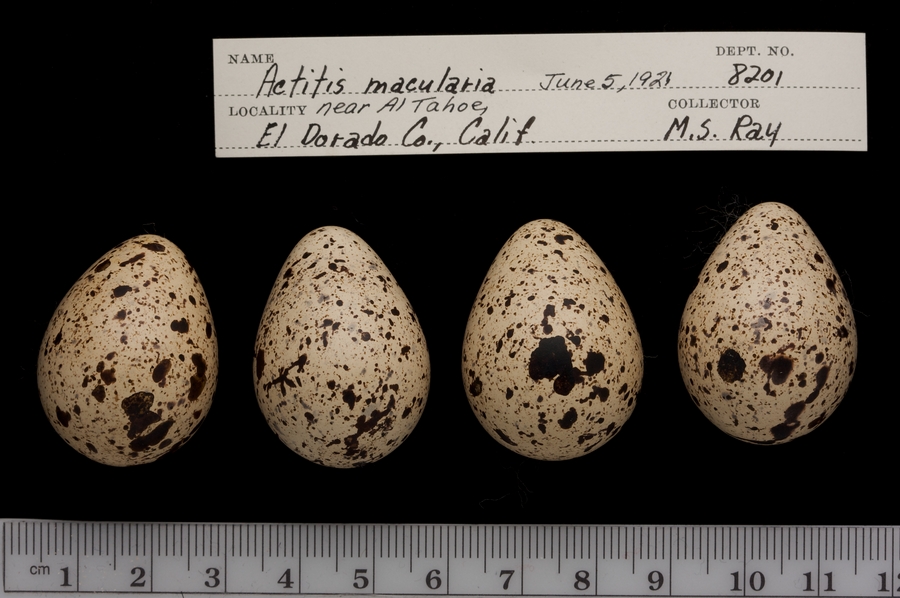 NAME Actitis macularia June 5, 1921 DEPT. NO. 8201
LOCALITY near Al Tahoe, COLLECTOR
El Dorado Co., Calif. M.S. Ray
cm 1 2 3 4 5 6 7 8 9 10 11 12